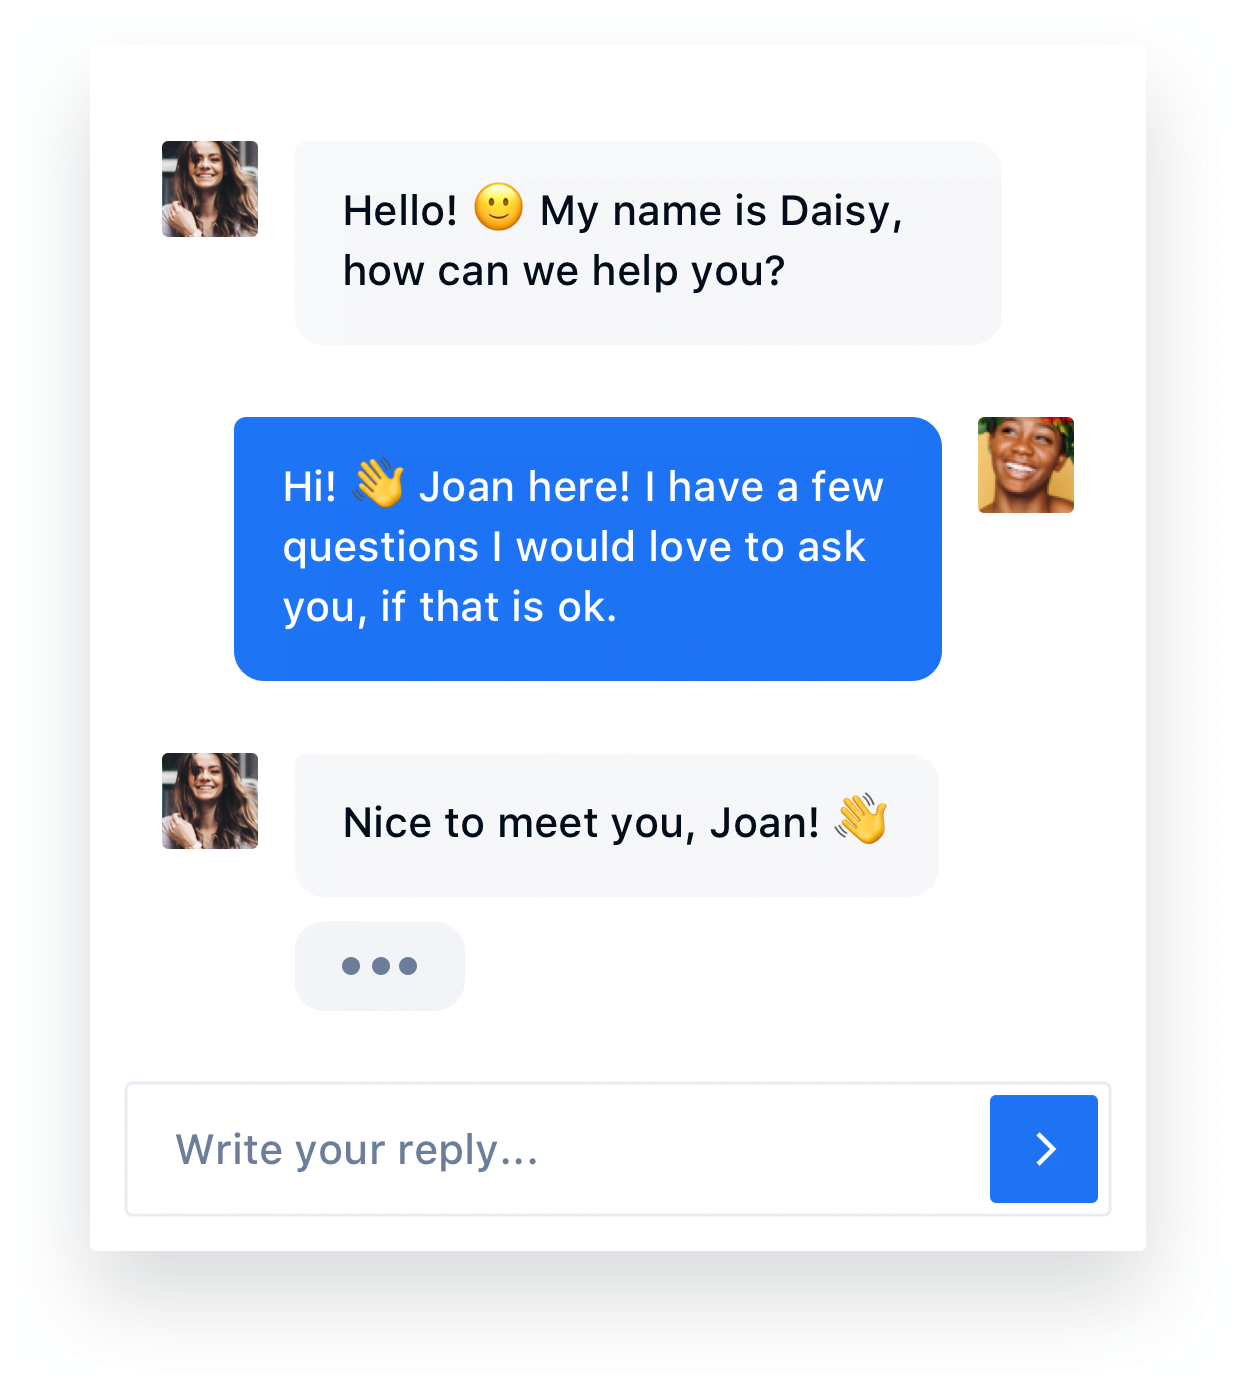 Hello! 🙂 My name is Daisy,
how can we help you?
Hi! 👋 Joan here! I have a few
questions I would love to ask
you, if that is ok.
Nice to meet you, Joan! 👋
Write your reply...